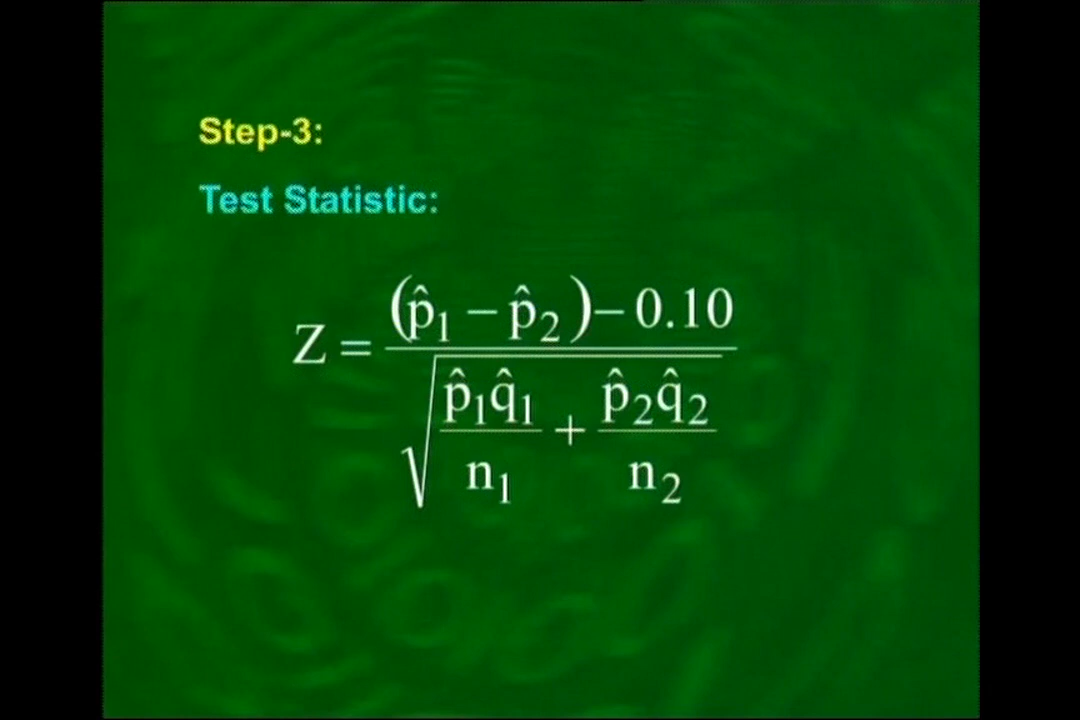 Step-3:
Test Statistic:
Z = (p̂₁ − p̂₂) − 0.10 / √ p̂₁q̂₁ / n₁ + p̂₂q̂₂ / n₂